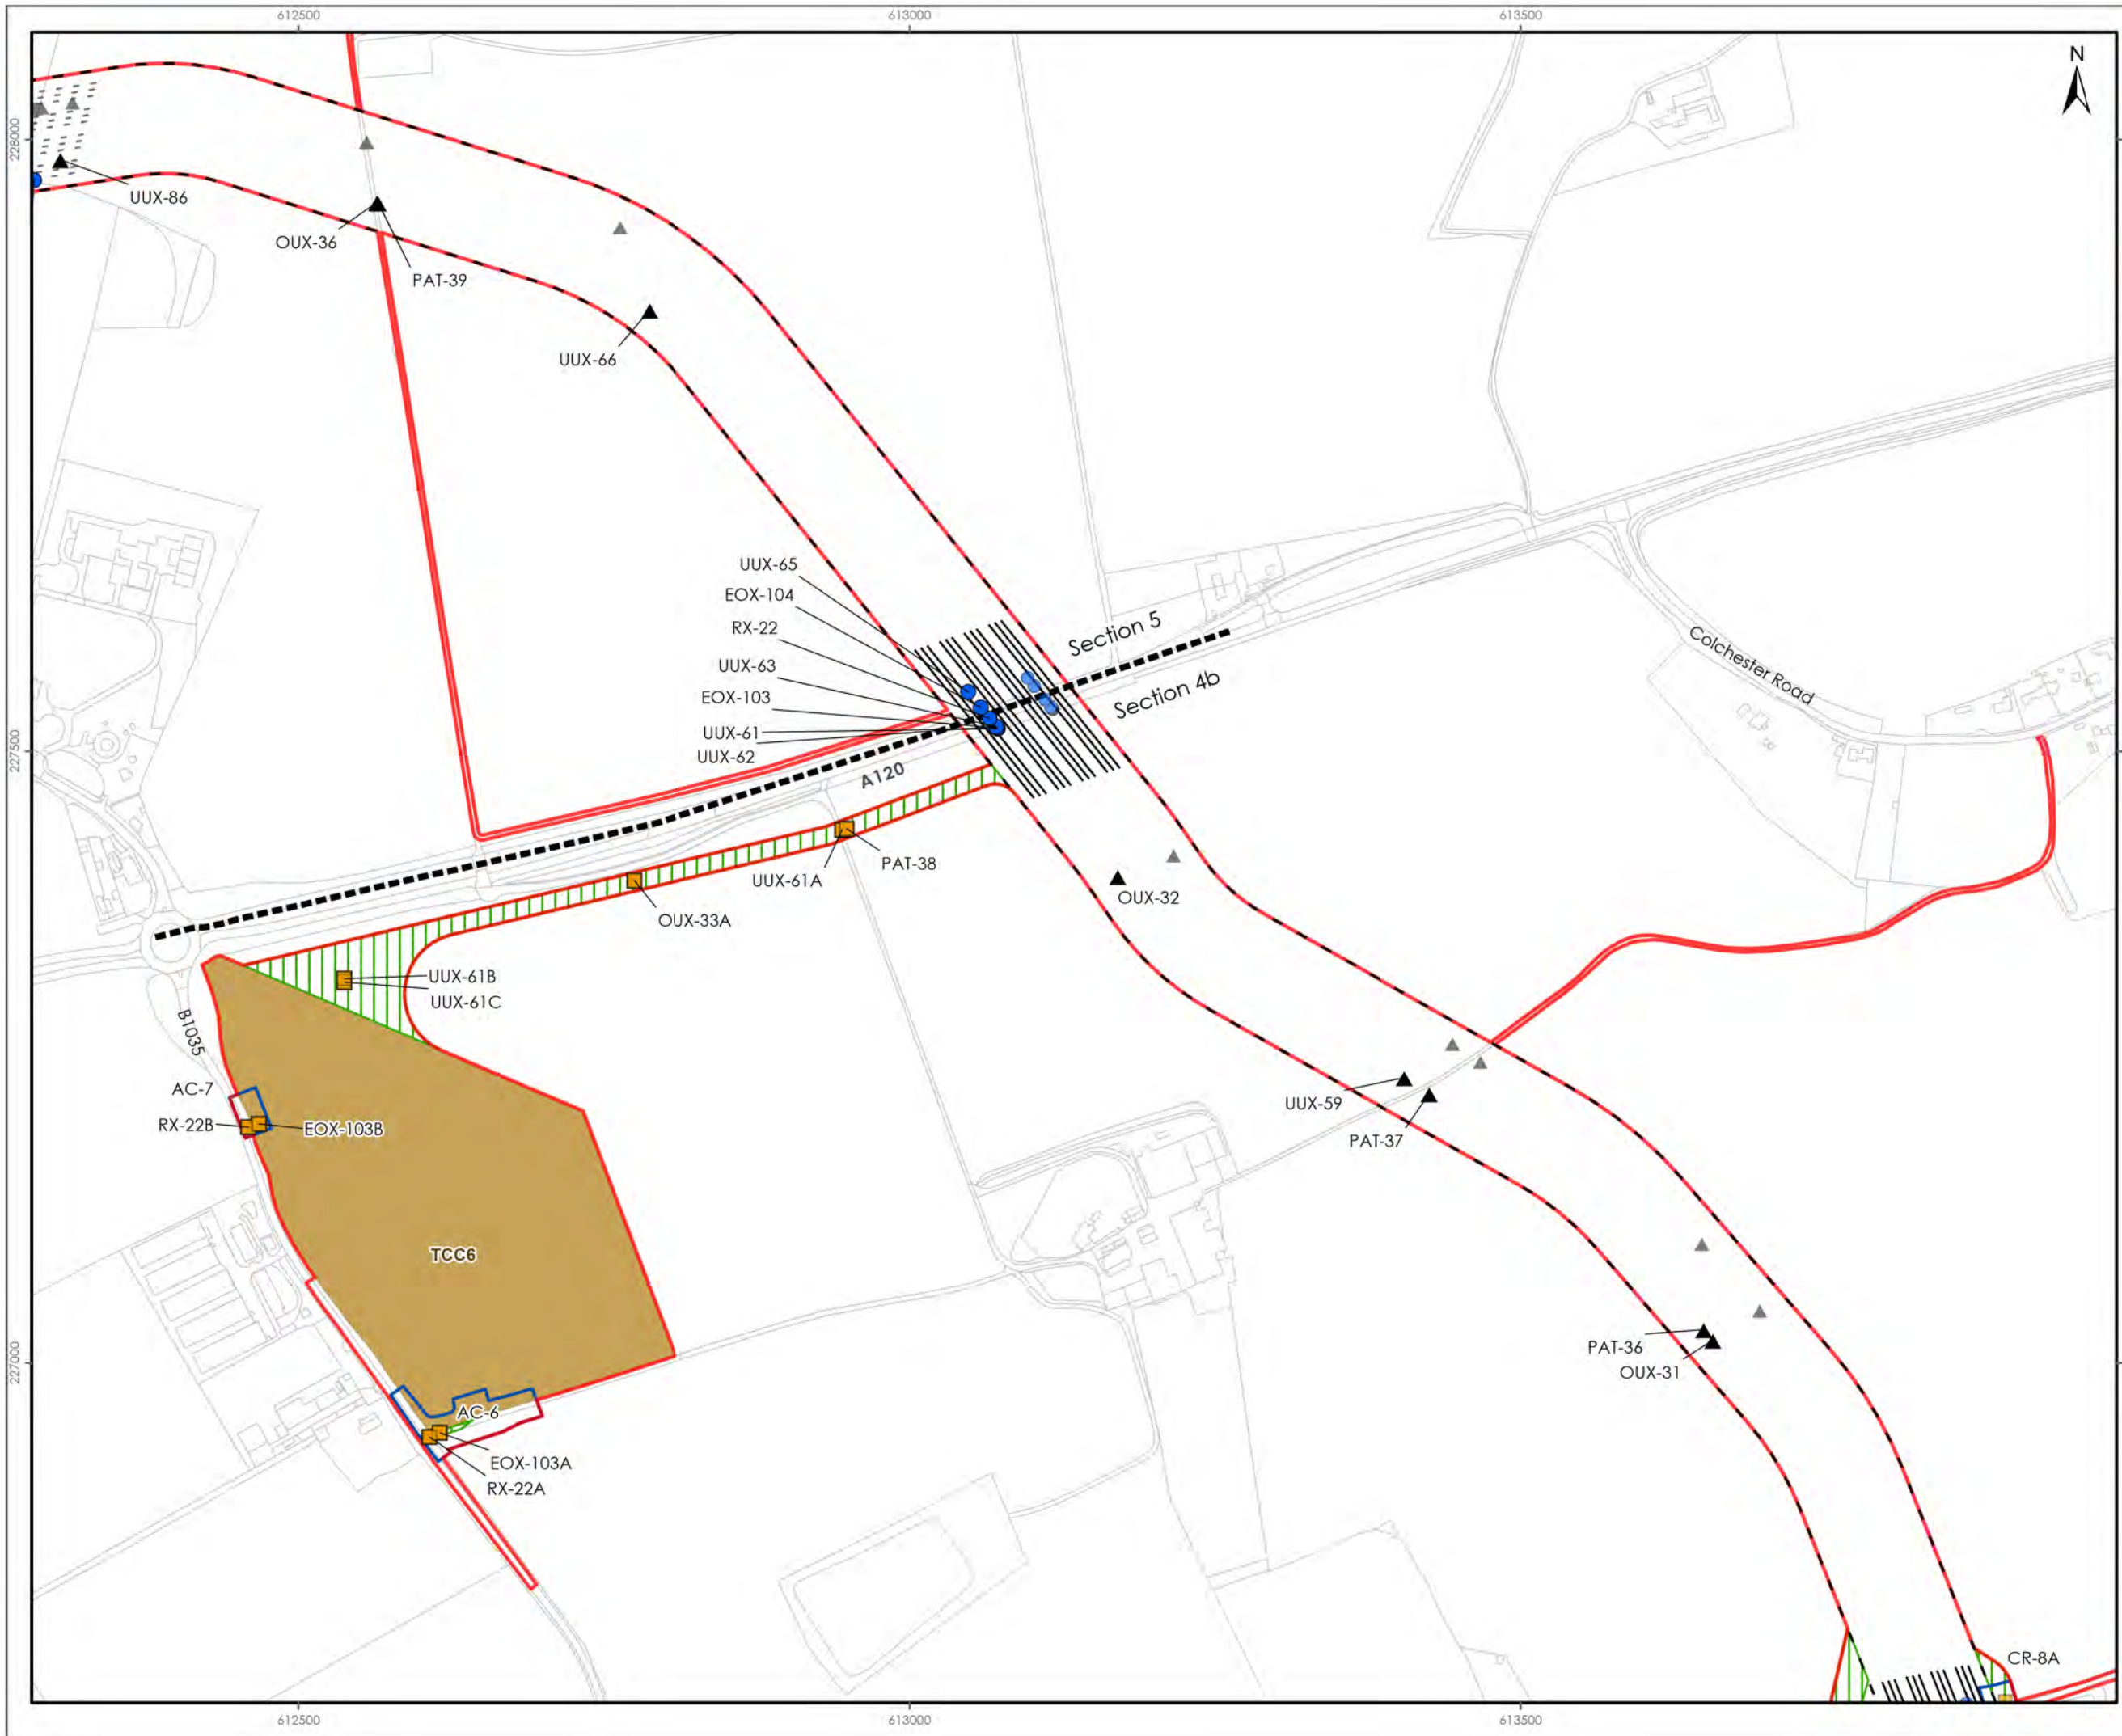 612500
613000
613500
N
228000
UUX-86
OUX-36
PAT-39
UUX-66
UUX-65
EOX-104
RX-22
UUX-63
EOX-103
UUX-61
UUX-62
Section 5
Section 4b
Colchester Road
227500
A120
PAT-38
UUX-61A
OUX-32
OUX-33A
UUX-61B
UUX-61C
B1035
AC-7
RX-22B
EOX-103B
UUX-59
PAT-37
TCC6
PAT-36
OUX-31
227000
AC-6
EOX-103A
RX-22A
CR-8A
612500
613000
613500